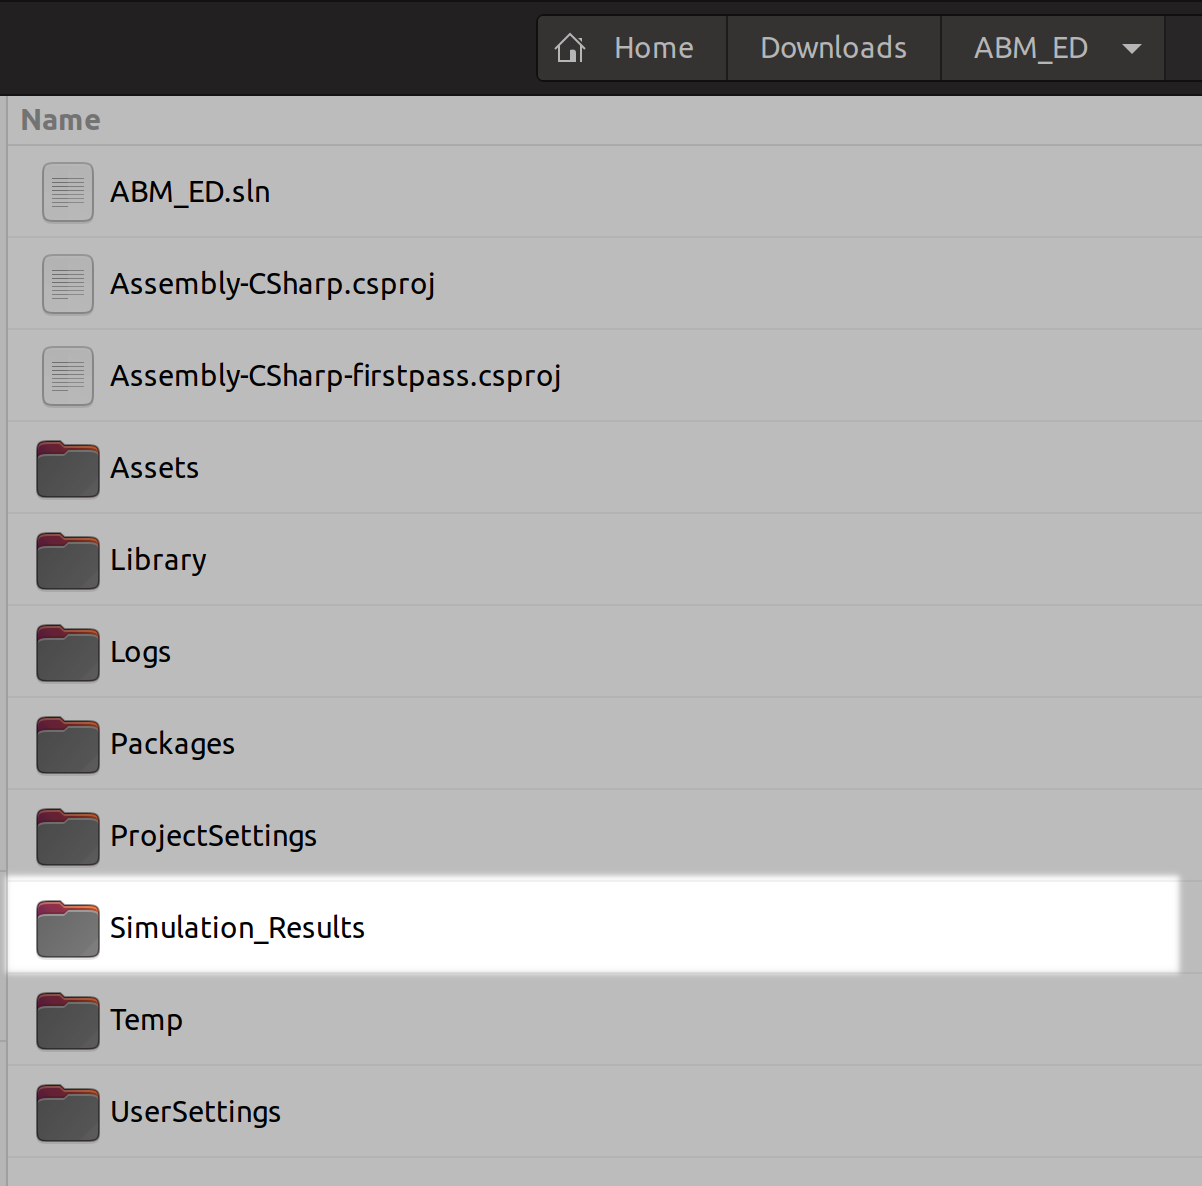 Home Downloads ABM_ED
Name
ABM_ED.sln
Assembly-CSharp.csproj
Assembly-CSharp-firstpass.csproj
Assets
Library
Logs
Packages
ProjectSettings
Simulation_Results
Temp
UserSettings